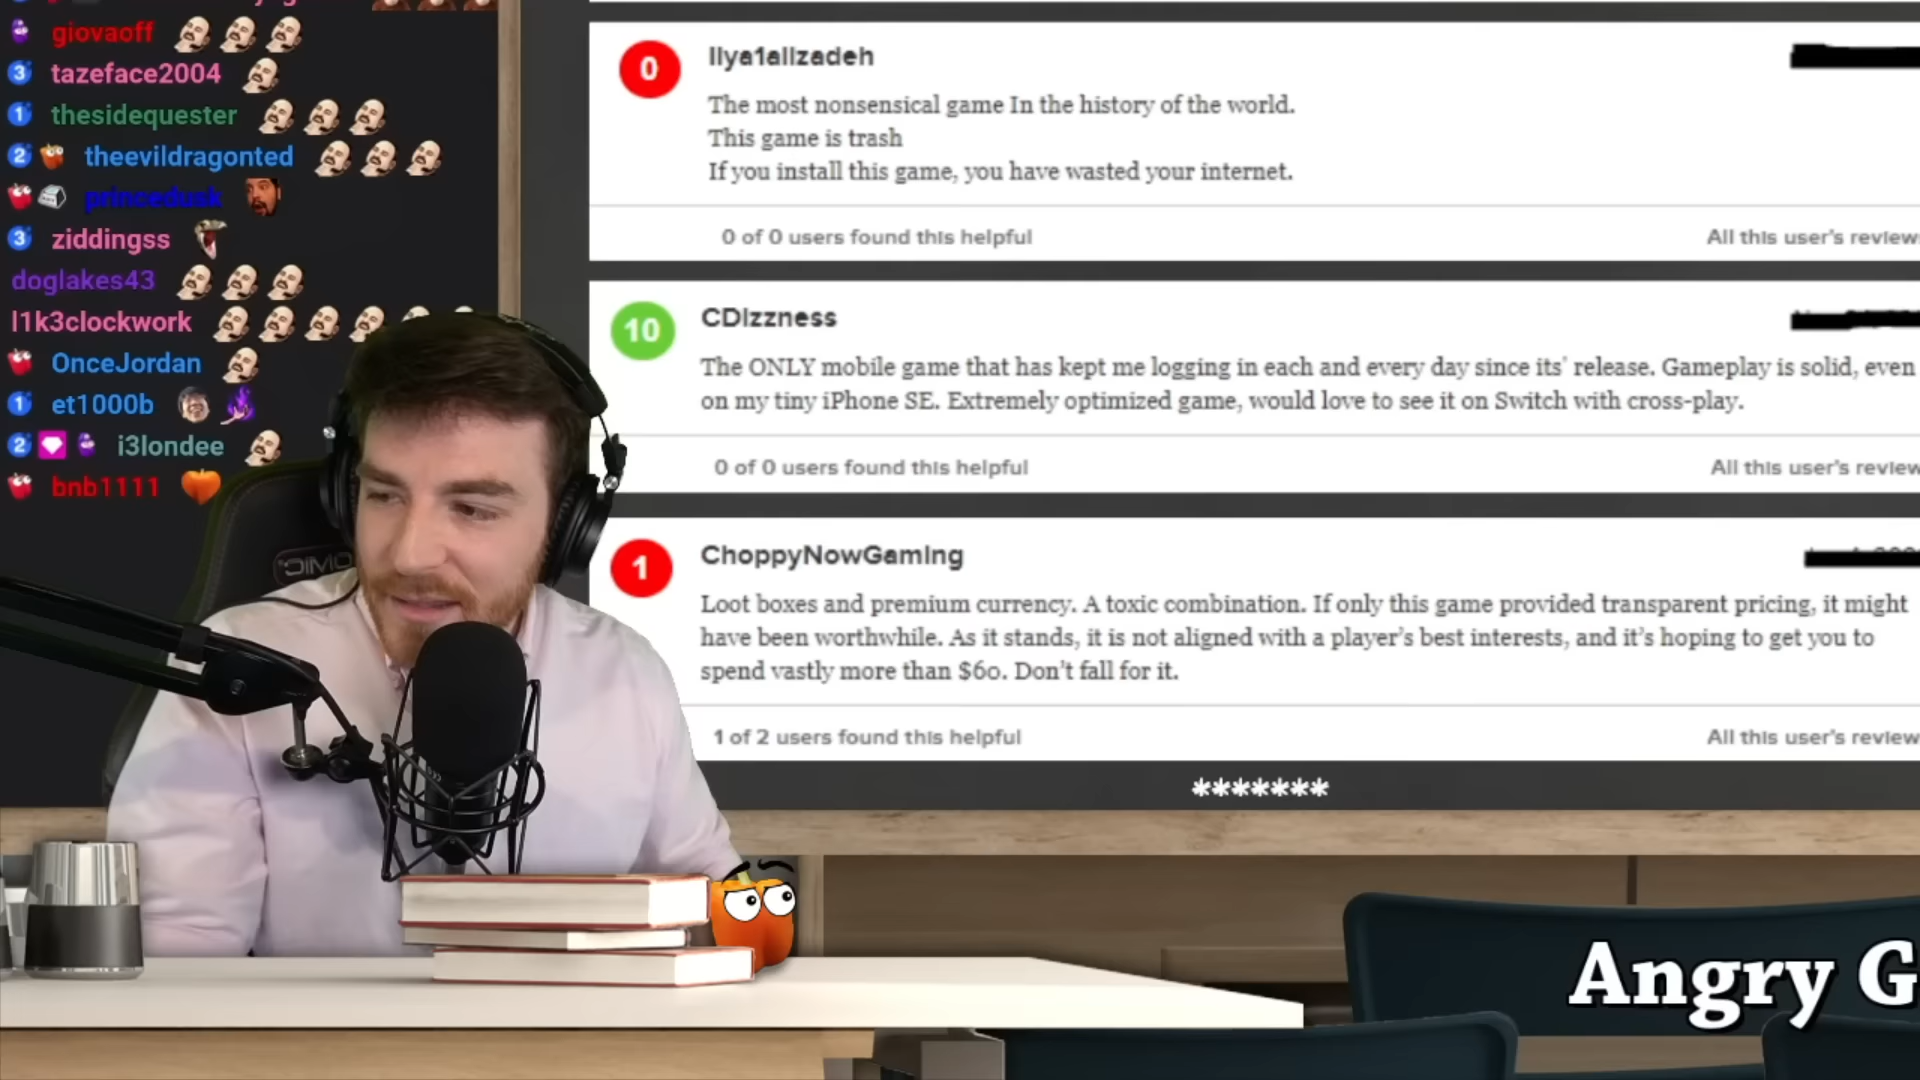 giovaoff
3 tazeface2004
1 thesidequester
2 theevildragonted
princedusk
3 ziddingss
doglakes43
l1k3clockwork
OnceJordan
1 et1000b
2 i3londee
bnb1111
0 Ilya1alizadeh
The most nonsensical game In the history of the world.
This game is trash
If you install this game, you have wasted your internet.
0 of 0 users found this helpful
All this user's review
10 CDizzness
The ONLY mobile game that has kept me logging in each and every day since its' release. Gameplay is solid, even
on my tiny iPhone SE. Extremely optimized game, would love to see it on Switch with cross-play.
0 of 0 users found this helpful
All this user's review
1 ChoppyNowGaming
Loot boxes and premium currency. A toxic combination. If only this game provided transparent pricing, it might
have been worthwhile. As it stands, it is not aligned with a player's best interests, and it's hoping to get you to
spend vastly more than $60. Don't fall for it.
1 of 2 users found this helpful
All this user's review
*******
Angry G